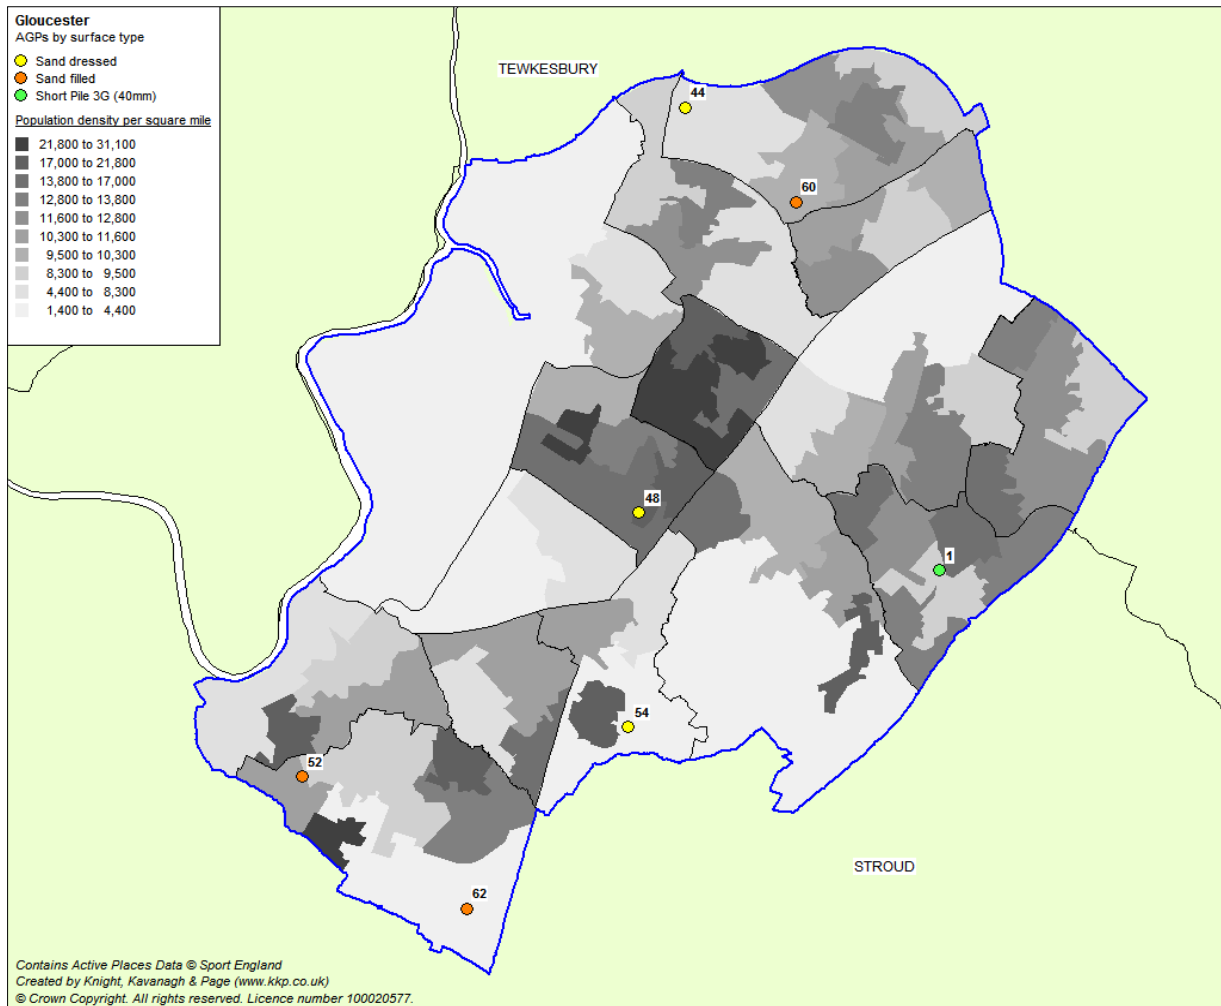 Gloucester
AGPs by surface type
Sand dressed
Sand filled
Short Pile 3G (40mm)
Population density per square mile
21,800 to 31,100
17,000 to 21,800
13,800 to 17,000
12,800 to 13,800
11,600 to 12,800
10,300 to 11,600
9,500 to 10,300
8,300 to 9,500
4,400 to 8,300
1,400 to 4,400
TEWKESBURY
44
60
48
1
54
52
62
STROUD
Contains Active Places Data © Sport England
Created by Knight, Kavanagh & Page (www.kkp.co.uk)
© Crown Copyright. All rights reserved. Licence number 100020577.